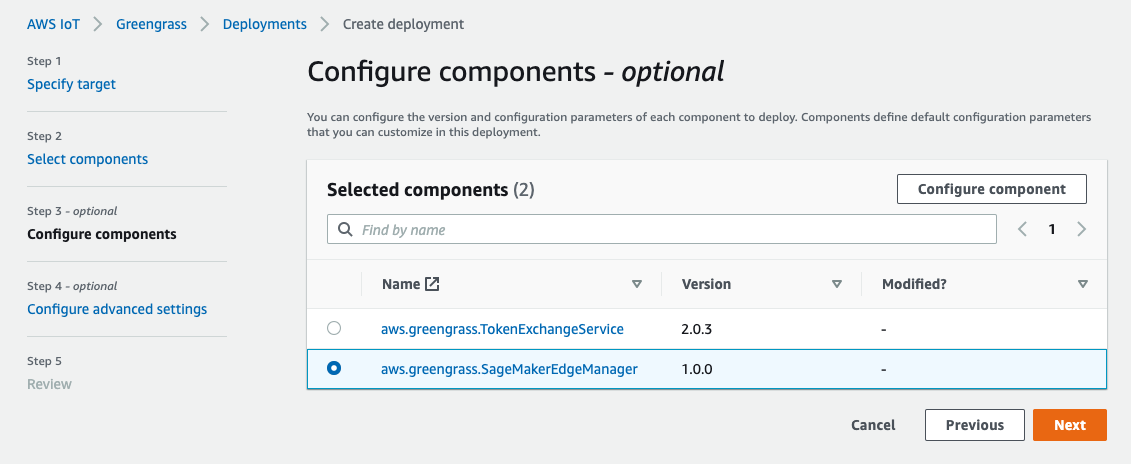 AWS IoT > Greengrass > Deployments > Create deployment
Step 1
Specify target
Step 2
Select components
Step 3 - optional
Configure components
Step 4 - optional
Configure advanced settings
Step 5
Review
Configure components - optional
You can configure the version and configuration parameters of each component to deploy. Components define default configuration parameters
that you can customize in this deployment.
Selected components (2)
Configure component
Find by name
1
Name Version Modified?
aws.greengrass.TokenExchangeService 2.0.3 -
aws.greengrass.SageMakerEdgeManager 1.0.0 -
Cancel Previous Next